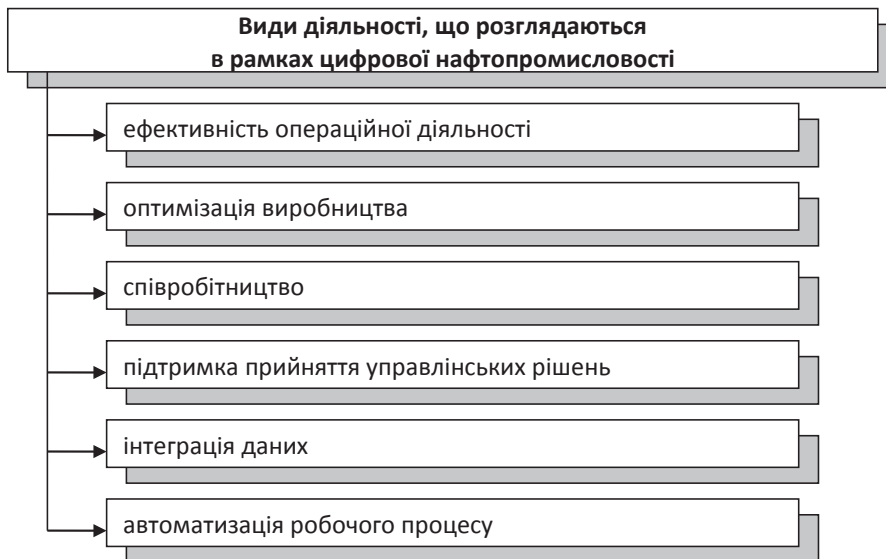 Види діяльності, що розглядаються
в рамках цифрової нафтопромисловості
ефективність операційної діяльності
оптимізація виробництва
співробітництво
підтримка прийняття управлінських рішень
інтеграція даних
автоматизація робочого процесу